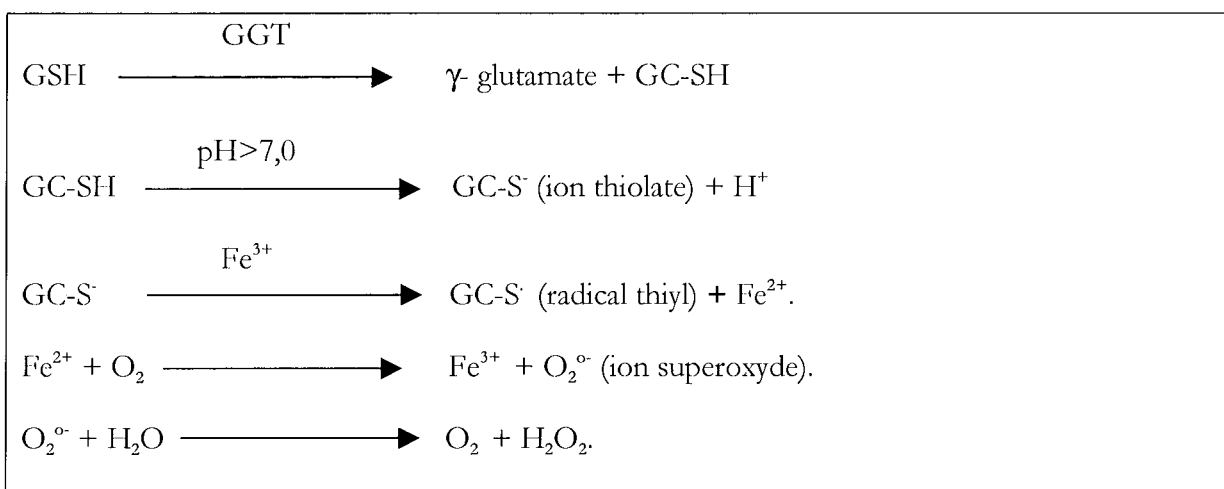 GGT
GSH ⟶ γ- glutamate + GC-SH
pH>7,0
GC-SH ⟶ GC-S⁻ (ion thiolate) + H⁺
Fe³⁺
GC-S⁻ ⟶ GC-S· (radical thiyl) + Fe²⁺.
Fe²⁺ + O₂ ⟶ Fe³⁺ + O₂°⁻ (ion superoxyde).
O₂°⁻ + H₂O ⟶ O₂ + H₂O₂.